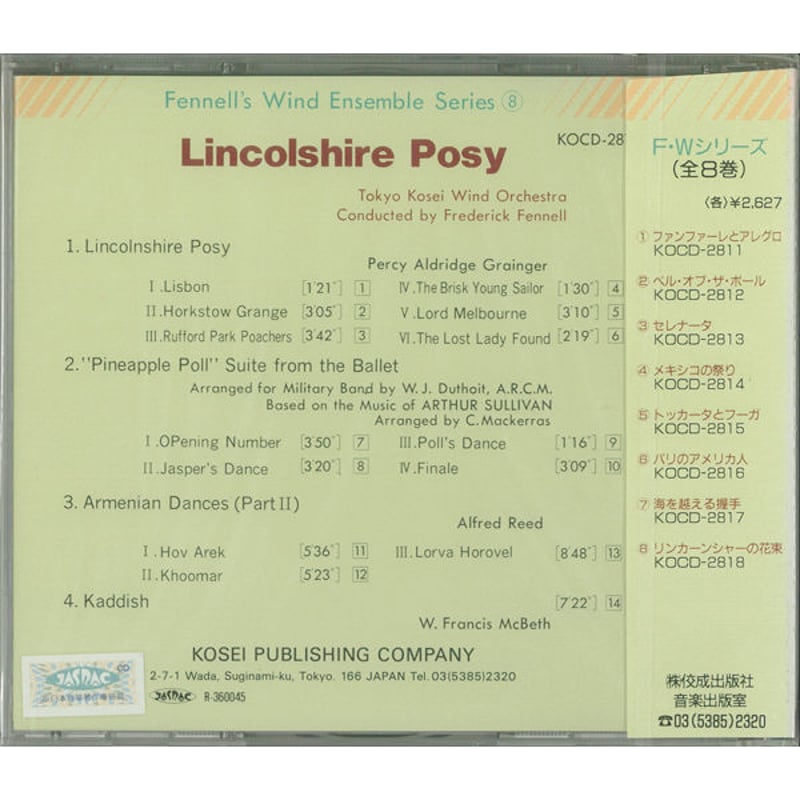 Fennell's Wind Ensemble Series ⑧
Lincolshire Posy
KOCD-28
Tokyo Kosei Wind Orchestra
Conducted by Frederick Fennell
1. Lincolnshire Posy
Percy Aldridge Grainger
I. Lisbon [1'21"] 1 IV. The Brisk Young Sailor [1'30"] 4
II. Horkstow Grange [3'05"] 2 V. Lord Melbourne [3'10"] 5
III. Rufford Park Poachers [3'42"] 3 VI. The Lost Lady Found [2'19"] 6
2. "Pineapple Poll" Suite from the Ballet
Arranged for Military Band by W. J. Duthoit, A.R.C.M.
Based on the Music of ARTHUR SULLIVAN
Arranged by C. Mackerras
I. OPening Number [3'50"] 7 III. Poll's Dance [1'16"] 9
II. Jasper's Dance [3'20"] 8 IV. Finale [3'09"] 10
3. Armenian Dances (Part II)
Alfred Reed
I. Hov Arek [5'36"] 11 III. Lorva Horovel [8'48"] 13
II. Khoomar [5'23"] 12
4. Kaddish [7'22"] 14
W. Francis McBeth
KOSEI PUBLISHING COMPANY
2-7-1 Wada, Suginami-ku, Tokyo. 166 JAPAN Tel. 03(5385)2320
JASRAC R-360045
JASRAC CD
F・Wシリーズ
(全8巻)
〈各〉¥2,627
① ファンファーレとアレグロ
KOCD-2811
② ベル・オブ・ザ・ボール
KOCD-2812
③ セレナータ
KOCD-2813
④ メキシコの祭り
KOCD-2814
⑤ トッカータとフーガ
KOCD-2815
⑥ パリのアメリカ人
KOCD-2816
⑦ 海を越える握手
KOCD-2817
⑧ リンカーンシャーの花束
KOCD-2818
㈱佼成出版社
音楽出版室
☎03(5385)2320